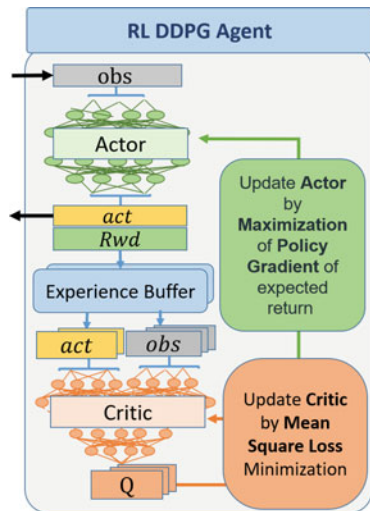 RL DDPG Agent
obs
Actor
act
Rwd
Experience Buffer
act
obs
Critic
Q
Update Actor
by
Maximization
of Policy
Gradient of
expected
return
Update Critic
by Mean
Square Loss
Minimization